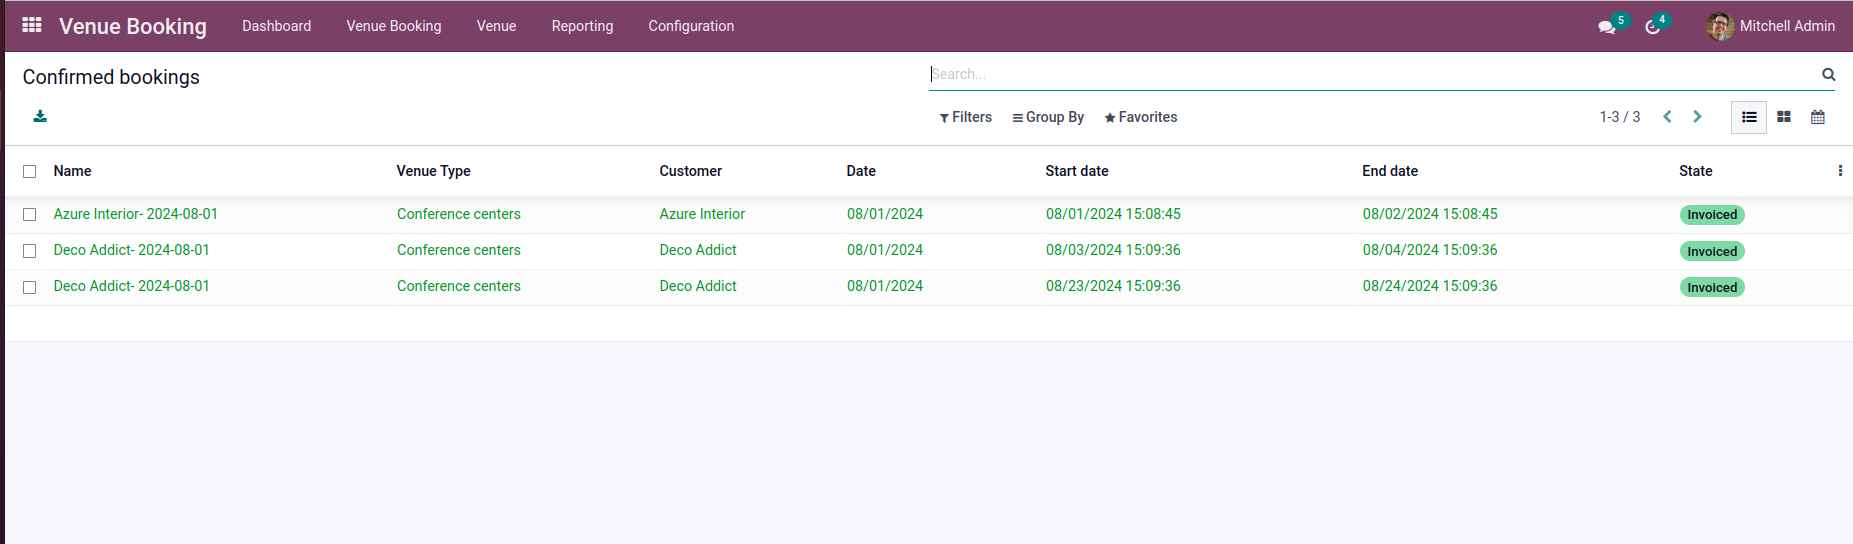 Venue Booking Dashboard Venue Booking Venue Reporting Configuration 5 4 Mitchell Admin
Confirmed bookings Search...
Filters Group By Favorites 1-3 / 3
Name Venue Type Customer Date Start date End date State
Azure Interior- 2024-08-01 Conference centers Azure Interior 08/01/2024 08/01/2024 15:08:45 08/02/2024 15:08:45 Invoiced
Deco Addict- 2024-08-01 Conference centers Deco Addict 08/01/2024 08/03/2024 15:09:36 08/04/2024 15:09:36 Invoiced
Deco Addict- 2024-08-01 Conference centers Deco Addict 08/01/2024 08/23/2024 15:09:36 08/24/2024 15:09:36 Invoiced